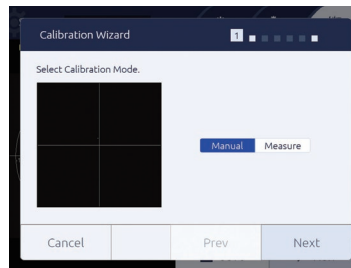 Calibration Wizard 1
Select Calibration Mode.
Manual Measure
Cancel Prev Next